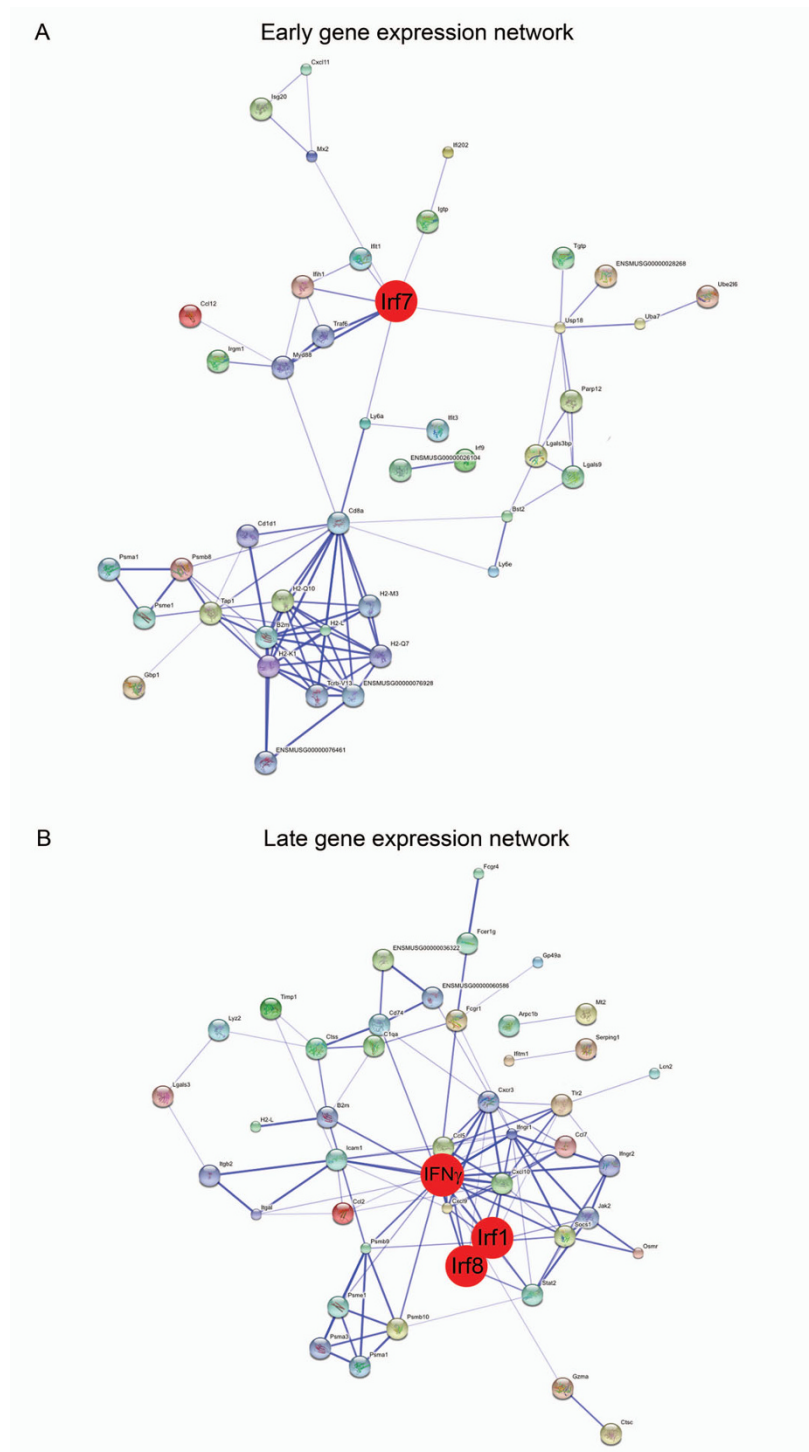 A
Early gene expression network
Cxcl11
Isg20
Mx2
Ifi202
Igtp
Ifit1
Tgtp
ENSMUSG00000028268
Ifih1
Ube2l6
Irf7
Ccl12
Uba7
Usp18
Traf6
Irgm1
Myd88
Parp12
Ly6a
Ifit3
Irf9
Lgals3bp
ENSMUSG00000026104
Lgals9
Cd8a
Bst2
Cd1d1
Psma1
Psmb8
Ly6e
H2-Q10
H2-M3
Psme1
Tap1
B2m
H2-L
H2-K1
H2-Q7
Gbp1
Tcrb-V13
ENSMUSG00000076928
ENSMUSG00000076461
B
Late gene expression network
Fcgr4
Fcer1g
ENSMUSG00000036322
Gp49a
ENSMUSG00000060586
Timp1
Fcgr1
Arpc1b
Mt2
Lyz2
Cd74
Ctss
C1qa
Serping1
Ifitm1
Lcn2
Lgals3
Cxcr3
Tlr2
B2m
H2-L
Ifngr1
Ccl5
Ccl7
Icam1
Ifngr2
Itgb2
IFNγ
Cxcl10
Itgal
Ccl2
Cxcl9
Jak2
Socs1
Irf1
Psmb9
Osmr
Irf8
Stat2
Psme1
Psmb10
Psma3
Psma1
Gzma
Ctsc